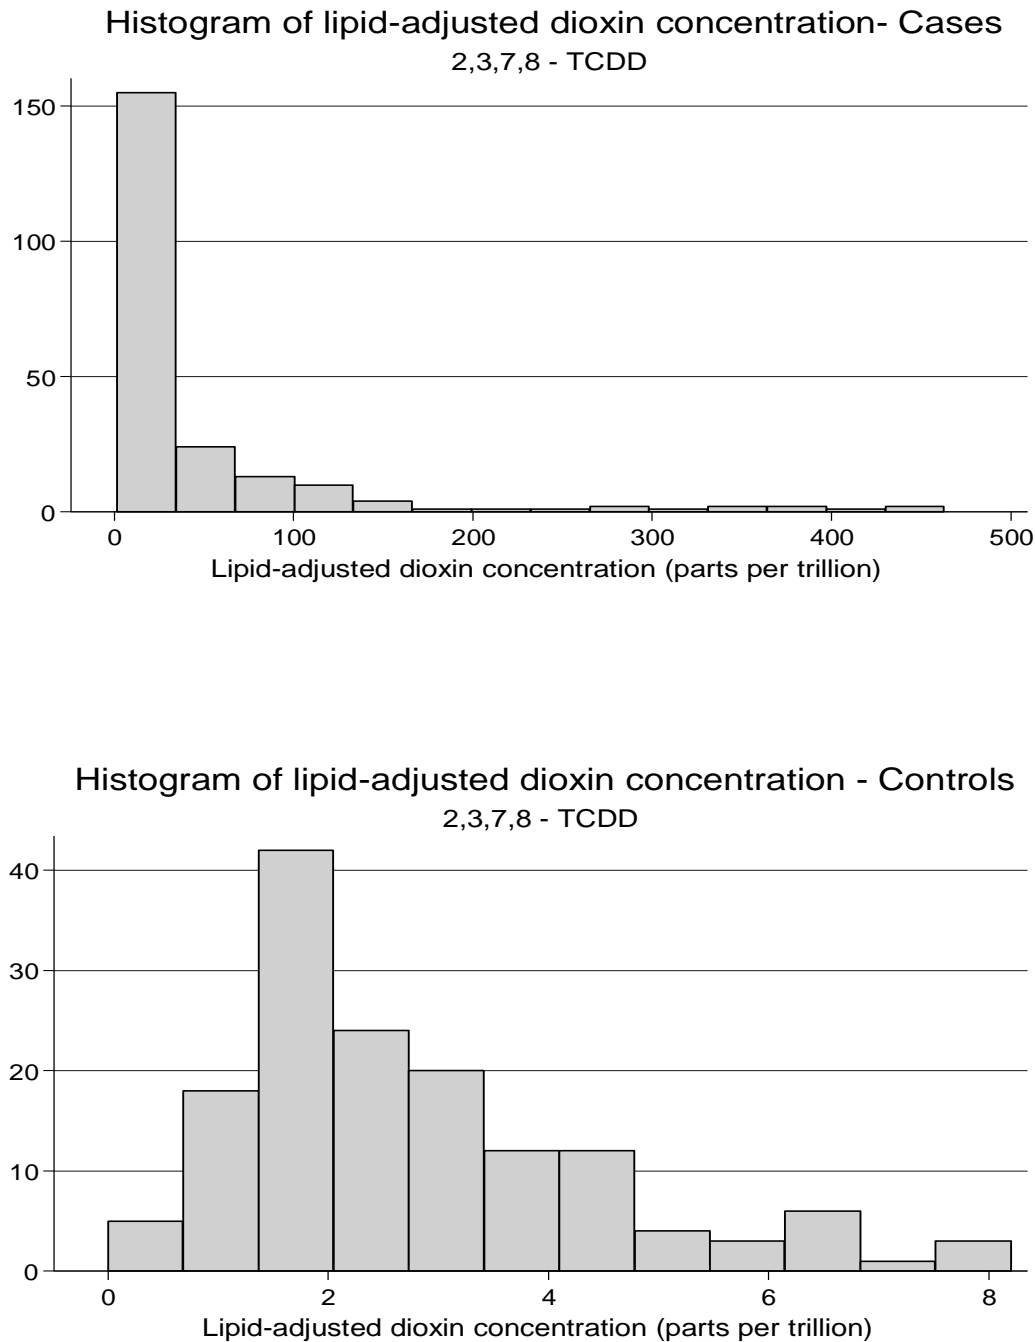 Histogram of lipid-adjusted dioxin concentration- Cases
2,3,7,8 - TCDD
150
100
50
0
0 100 200 300 400 500
Lipid-adjusted dioxin concentration (parts per trillion)
Histogram of lipid-adjusted dioxin concentration - Controls
2,3,7,8 - TCDD
40
30
20
10
0
0 2 4 6 8
Lipid-adjusted dioxin concentration (parts per trillion)